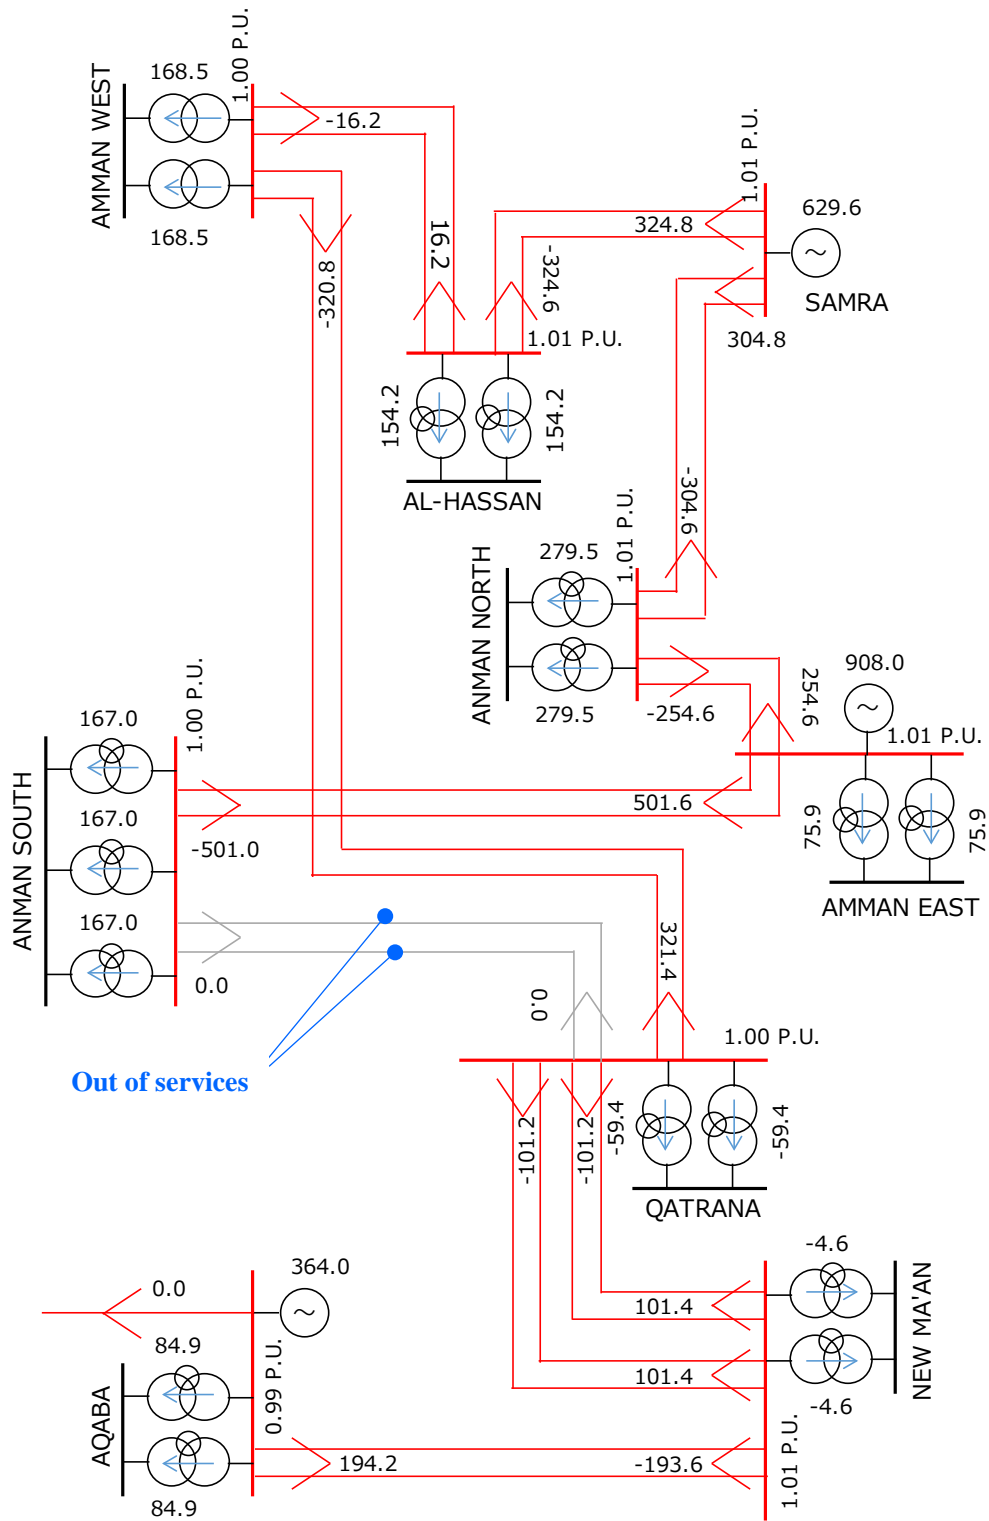 168.5
1.00 P.U.
AMMAN WEST
-16.2
168.5
-320.8
16.2
-324.6
1.01 P.U.
324.8
629.6
~
SAMRA
304.8
1.01 P.U.
154.2
154.2
AL-HASSAN
-304.6
1.01 P.U.
279.5
ANMAN NORTH
279.5
-254.6
254.6
908.0
~
1.01 P.U.
1.00 P.U.
167.0
ANMAN SOUTH
167.0
-501.0
501.6
75.9
75.9
AMMAN EAST
167.0
0.0
321.4
0.0
1.00 P.U.
Out of services
-101.2
-101.2
-59.4
-59.4
QATRANA
-4.6
NEW MA'AN
101.4
101.4
-4.6
1.01 P.U.
0.0
364.0
~
84.9
AQABA
0.99 P.U.
194.2
-193.6
84.9